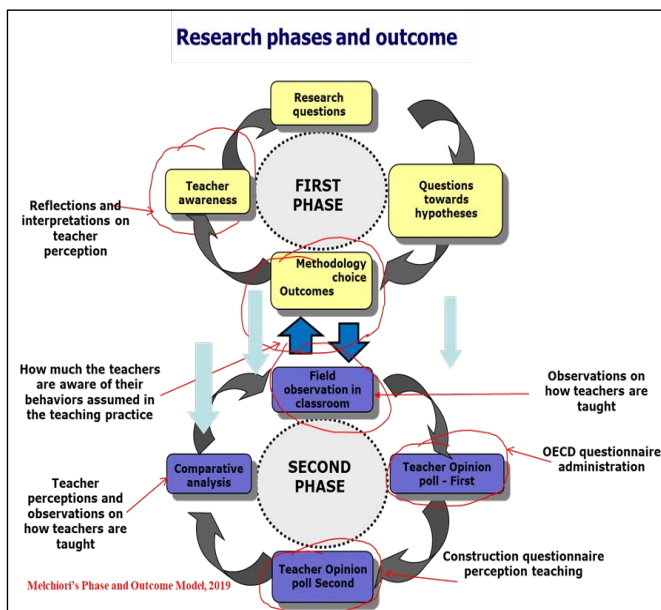 Research phases and outcome
Research
questions
Teacher
awareness
FIRST
PHASE
Questions
towards
hypotheses
Reflections and
interpretations on
teacher
perception
Methodology
choice
Outcomes
How much the teachers
are aware of their
behaviors assumed
in the teaching practice
Field
observation in
classroom
Observations on
how teachers are
taught
Comparative
analysis
SECOND
PHASE
Teacher Opinion
poll - First
OECD questionnaire
administration
Teacher
perceptions and
observations on
how teachers are
taught
Teacher Opinion
poll Second
Construction questionnaire
perception teaching
Melchiori's Phase and Outcome Model, 2019